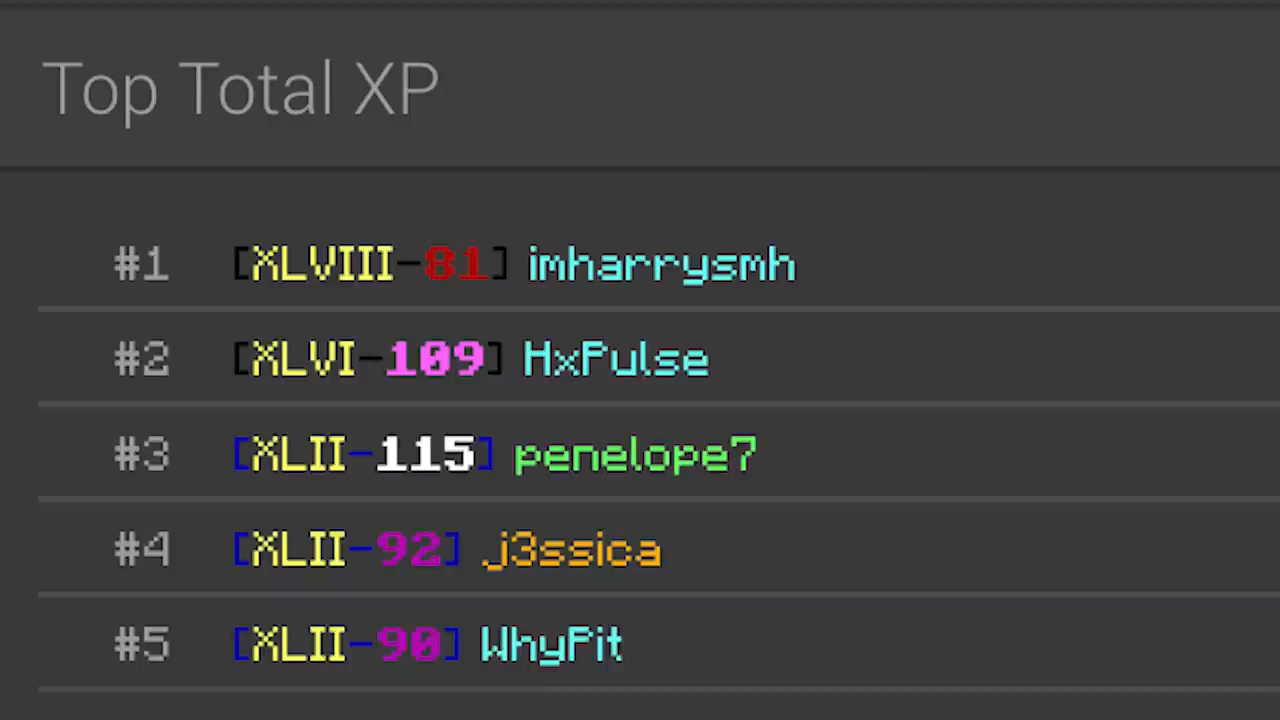 Top Total XP
#1 [XLVIII-81] imharrysmh
#2 [XLVI-109] HxPulse
#3 [XLII-115] penelope7
#4 [XLII-92] _j3ssica
#5 [XLII-90] WhyPit